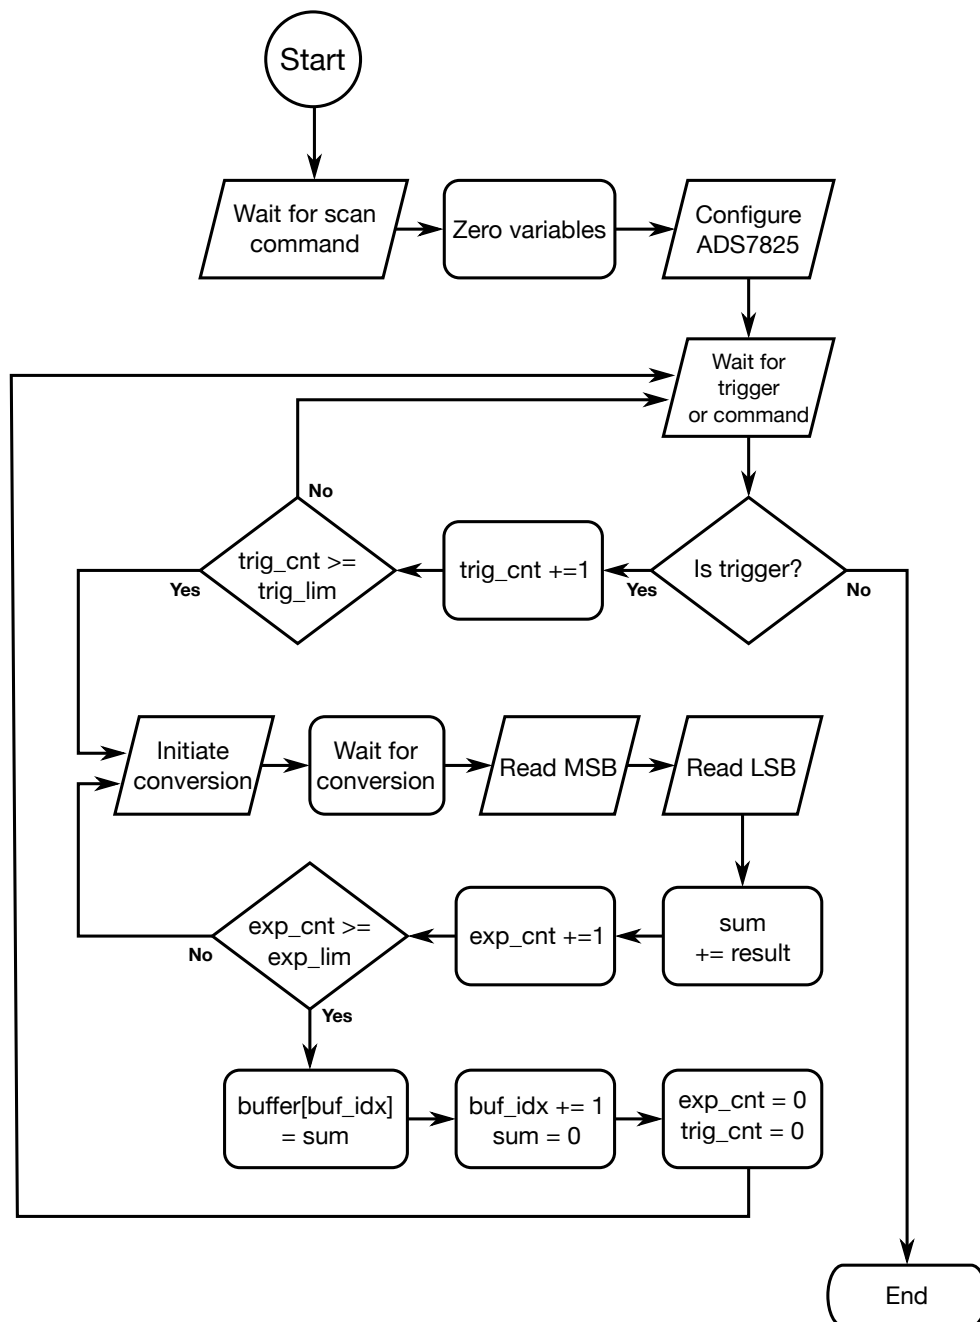 Start
Wait for scan
command
Zero variables
Configure
ADS7825
Wait for
trigger
or command
No
trig_cnt >=
trig_lim
Yes
trig_cnt +=1
Is trigger?
Yes
No
Initiate
conversion
Wait for
conversion
Read MSB
Read LSB
exp_cnt >=
exp_lim
No
Yes
exp_cnt +=1
sum
+= result
buffer[buf_idx]
= sum
buf_idx += 1
sum = 0
exp_cnt = 0
trig_cnt = 0
End